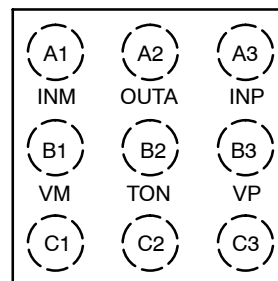 A1 A2 A3
INM OUTA INP
B1 B2 B3
VM TON VP
C1 C2 C3